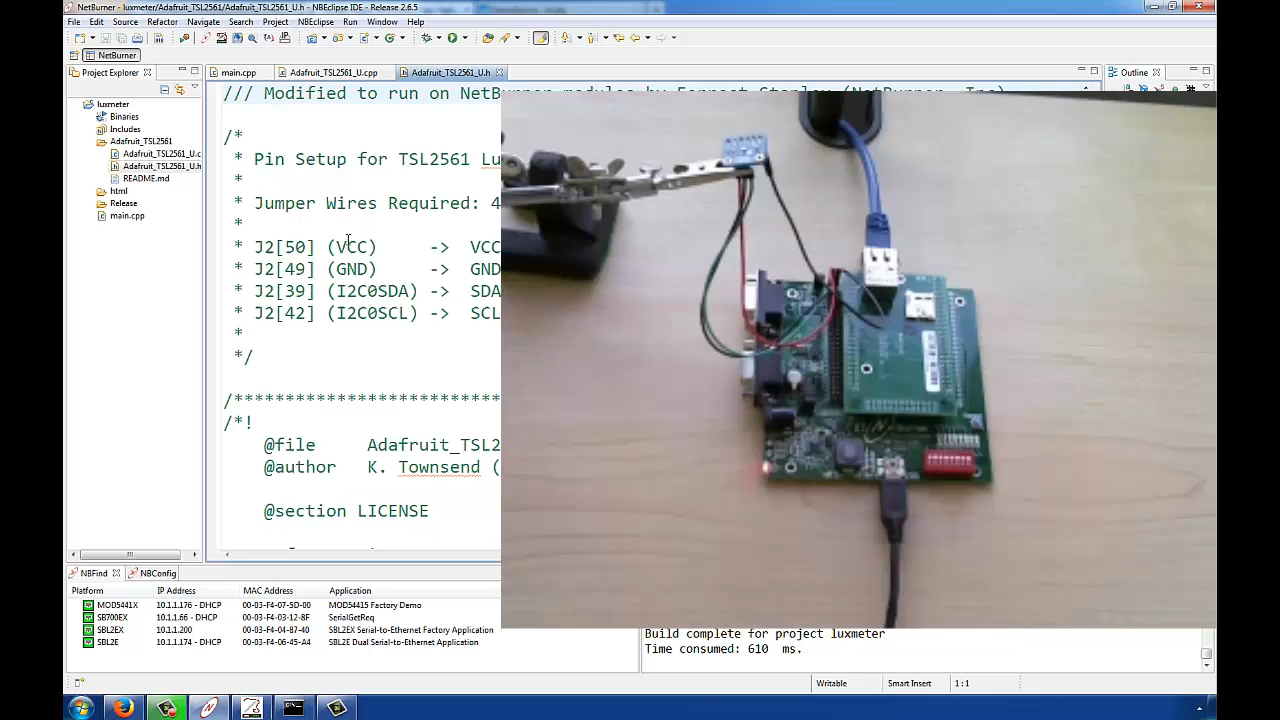 NetBurner - luxmeter/Adafruit_TSL2561/Adafruit_TSL2561_U.h - NBEclipse IDE - Release 2.6.5
File Edit Source Refactor Navigate Search Project NBEclipse Run Window Help
NetBurner
Project Explorer
main.cpp
Adafruit_TSL2561_U.cpp
Adafruit_TSL2561_U.h
Outline
luxmeter
Binaries
Includes
Adafruit_TSL2561
Adafruit_TSL2561_U.c
Adafruit_TSL2561_U.h
README.md
html
Release
main.cpp
/// Modified to run on
/*
* Pin Setup for TSL2561 Lu
*
* Jumper Wires Required: 4
*
* J2[50] (VCC) -> VCC
* J2[49] (GND) -> GND
* J2[39] (I2C0SDA) -> SDA
* J2[42] (I2C0SCL) -> SCL
*
*/
/***************************
/*!
@file Adafruit_TSL2
@author K. Townsend (
@section LICENSE
NBFind
NBConfig
Platform IP Address MAC Address Application
MOD5441X 10.1.1.176 - DHCP 00-03-F4-07-5D-00 MOD54415 Factory Demo
SB700EX 10.1.1.66 - DHCP 00-03-F4-03-12-8F SerialGetReq
SBL2EX 10.1.1.200 00-03-F4-04-87-40 SBL2EX Serial-to-Ethernet Factory Application
SBL2E 10.1.1.174 - DHCP 00-03-F4-06-45-A4 SBL2E Dual Serial-to-Ethernet Application
Build complete for project luxmeter
Time consumed: 610 ms.
Writable Smart Insert 1 : 1